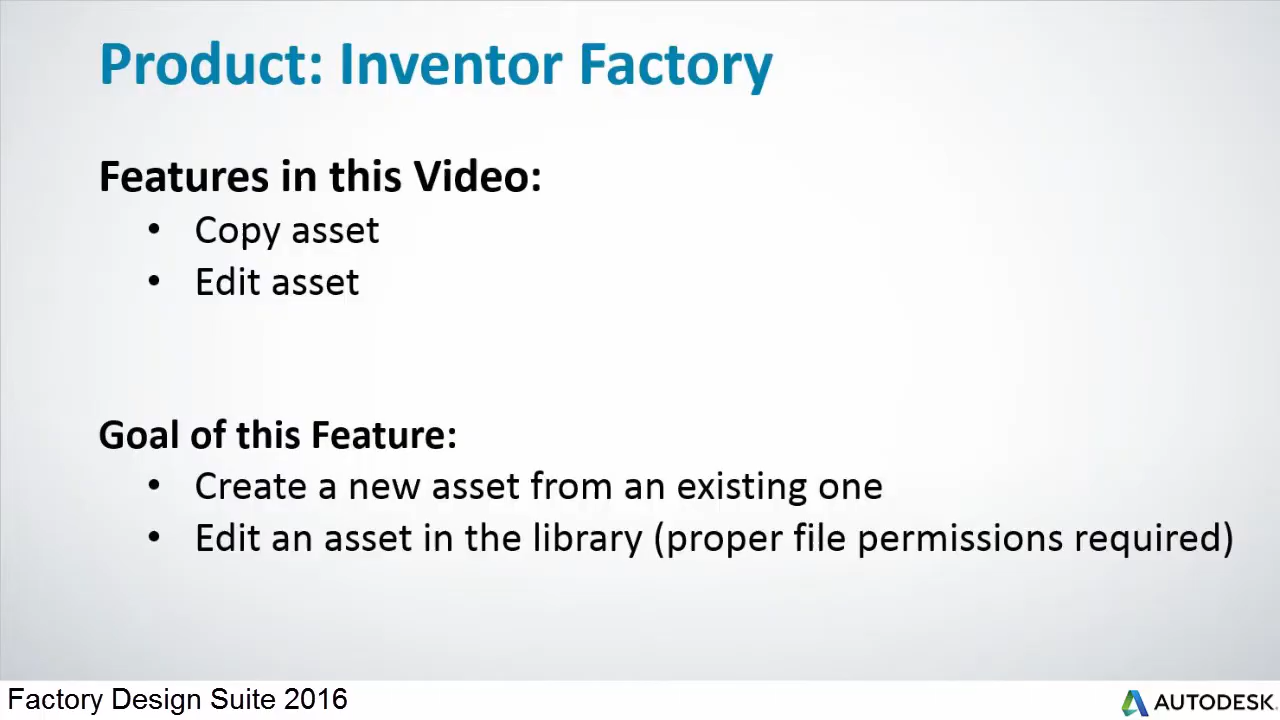 Product: Inventor Factory
Features in this Video:
• Copy asset
• Edit asset
Goal of this Feature:
• Create a new asset from an existing one
• Edit an asset in the library (proper file permissions required)
Factory Design Suite 2016
AUTODESK.